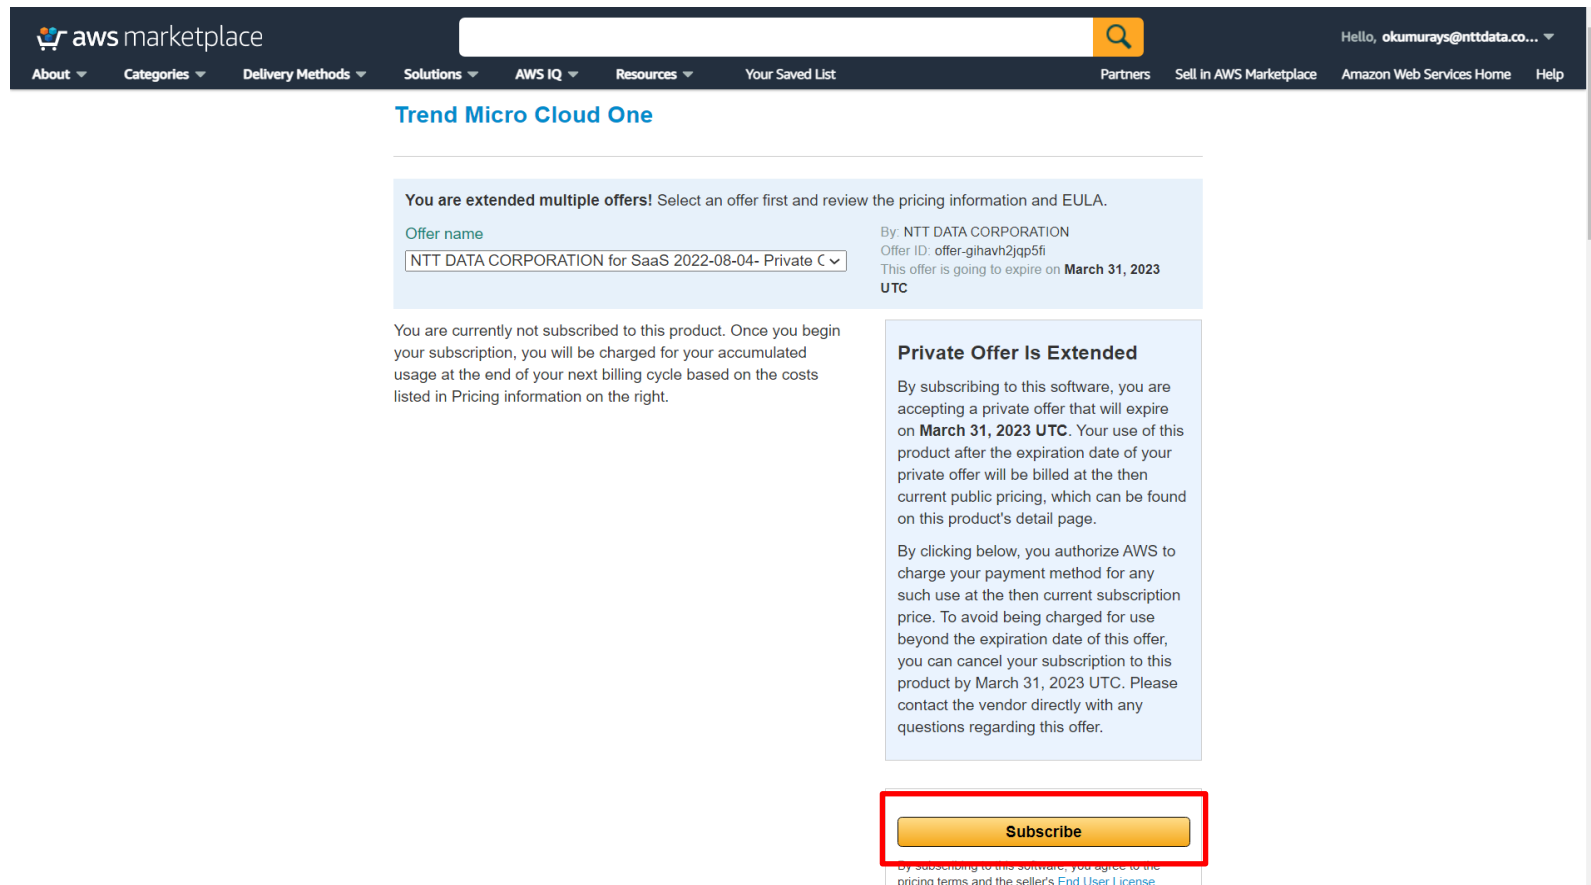 aws marketplace
Hello, okumurays@nttdata.co...
About Categories Delivery Methods Solutions AWS IQ Resources Your Saved List Partners Sell in AWS Marketplace Amazon Web Services Home Help
Trend Micro Cloud One
You are extended multiple offers! Select an offer first and review the pricing information and EULA.
Offer name
NTT DATA CORPORATION for SaaS 2022-08-04- Private
By: NTT DATA CORPORATION
Offer ID: offer-gihavh2jqp5fi
This offer is going to expire on March 31, 2023
UTC
You are currently not subscribed to this product. Once you begin
your subscription, you will be charged for your accumulated
usage at the end of your next billing cycle based on the costs
listed in Pricing information on the right.
Private Offer Is Extended
By subscribing to this software, you are
accepting a private offer that will expire
on March 31, 2023 UTC. Your use of this
product after the expiration date of your
private offer will be billed at the then
current public pricing, which can be found
on this product's detail page.
By clicking below, you authorize AWS to
charge your payment method for any
such use at the then current subscription
price. To avoid being charged for use
beyond the expiration date of this offer,
you can cancel your subscription to this
product by March 31, 2023 UTC. Please
contact the vendor directly with any
questions regarding this offer.
Subscribe
By subscribing to this software, you agree to the
pricing terms and the seller's End User License